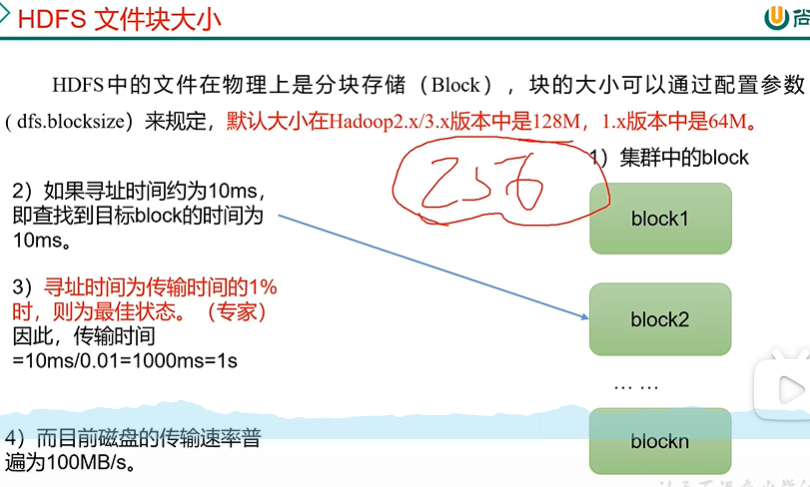 HDFS 文件块大小
尚
HDFS中的文件在物理上是分块存储（Block），块的大小可以通过配置参数
( dfs.blocksize）来规定，默认大小在Hadoop2.x/3.x版本中是128M，1.x版本中是64M。
256
1）集群中的block
2）如果寻址时间约为10ms，
即查找到目标block的时间为
10ms。
block1
3）寻址时间为传输时间的1%
时，则为最佳状态。（专家）
因此，传输时间
=10ms/0.01=1000ms=1s
block2
… …
4）而目前磁盘的传输速率普
遍为100MB/s。
blockn